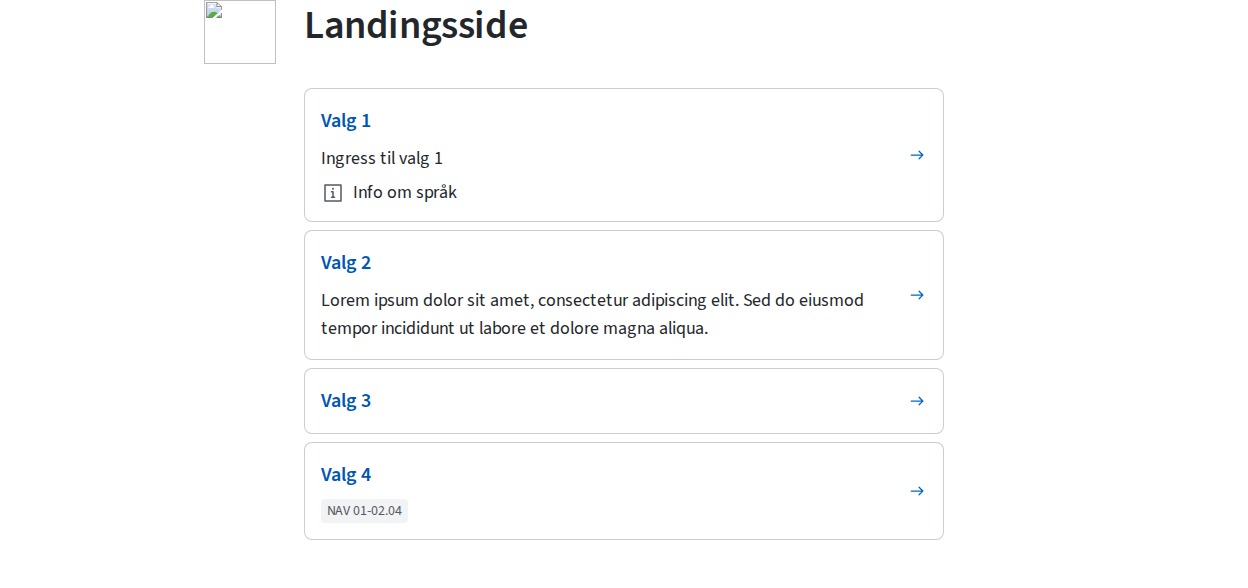 Landingsside
Valg 1
Ingress til valg 1
Info om språk
Valg 2
Lorem ipsum dolor sit amet, consectetur adipiscing elit. Sed do eiusmod
tempor incididunt ut labore et dolore magna aliqua.
Valg 3
Valg 4
NAV 01-02.04